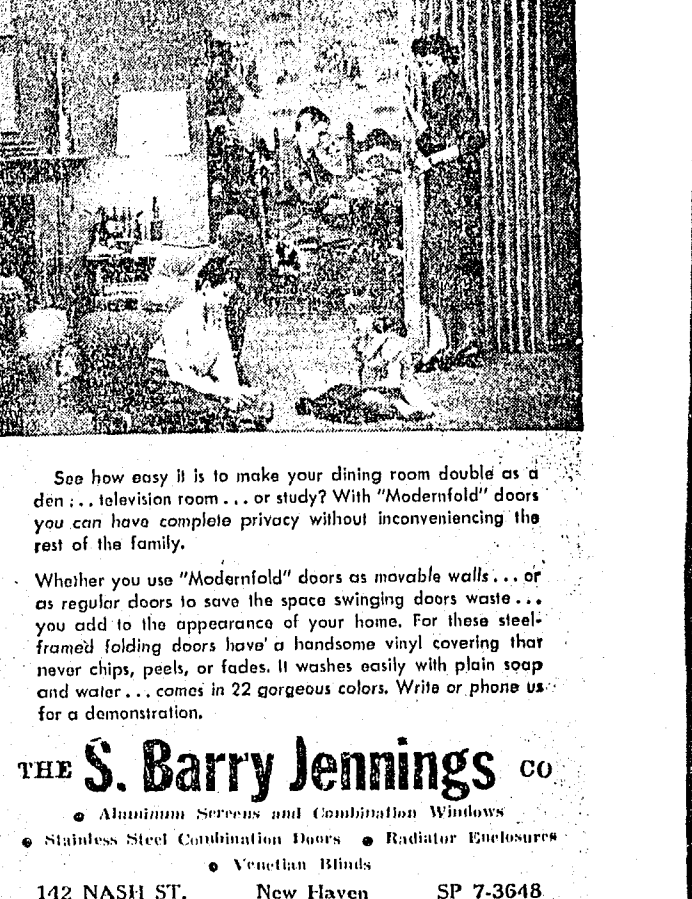 See how easy it is to make your dining room double as a
den ... television room ... or study? With "Modernfold" doors
you can have complete privacy without inconveniencing the
rest of the family.
Whether you use "Modernfold" doors as movable walls ... or
as regular doors to save the space swinging doors waste ...
you add to the appearance of your home. For these steel-
framed folding doors have a handsome vinyl covering that
never chips, peels, or fades. It washes easily with plain soap
and water ... comes in 22 gorgeous colors. Write or phone us
for a demonstration.
THE S. Barry Jennings CO
● Aluminum Screens and Combination Windows
● Stainless Steel Combination Doors ● Radiator Enclosures
● Venetian Blinds
142 NASH ST. New Haven SP 7-3648